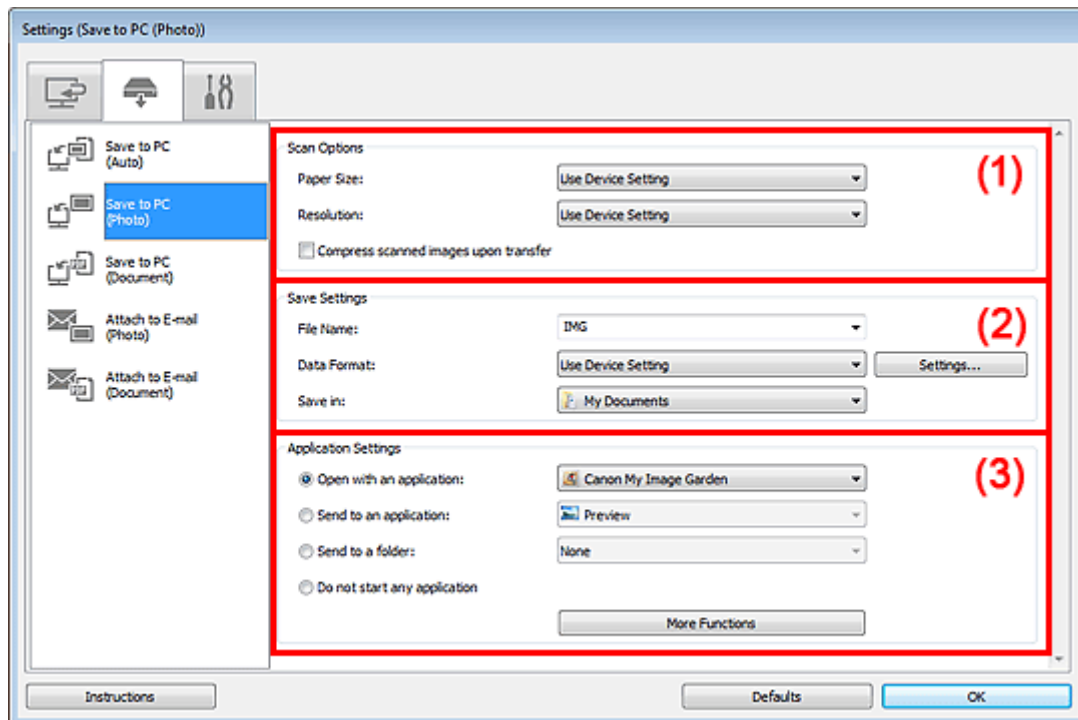 Settings (Save to PC (Photo))
Save to PC
(Auto)
Save to PC
(Photo)
Save to PC
(Document)
Attach to E-mail
(Photo)
Attach to E-mail
(Document)
Scan Options
(1)
Paper Size: Use Device Setting
Resolution: Use Device Setting
Compress scanned images upon transfer
Save Settings
(2)
File Name: IMG
Data Format: Use Device Setting Settings...
Save in: My Documents
Application Settings
(3)
Open with an application: Canon My Image Garden
Send to an application: Preview
Send to a folder: None
Do not start any application
More Functions
Instructions Defaults OK